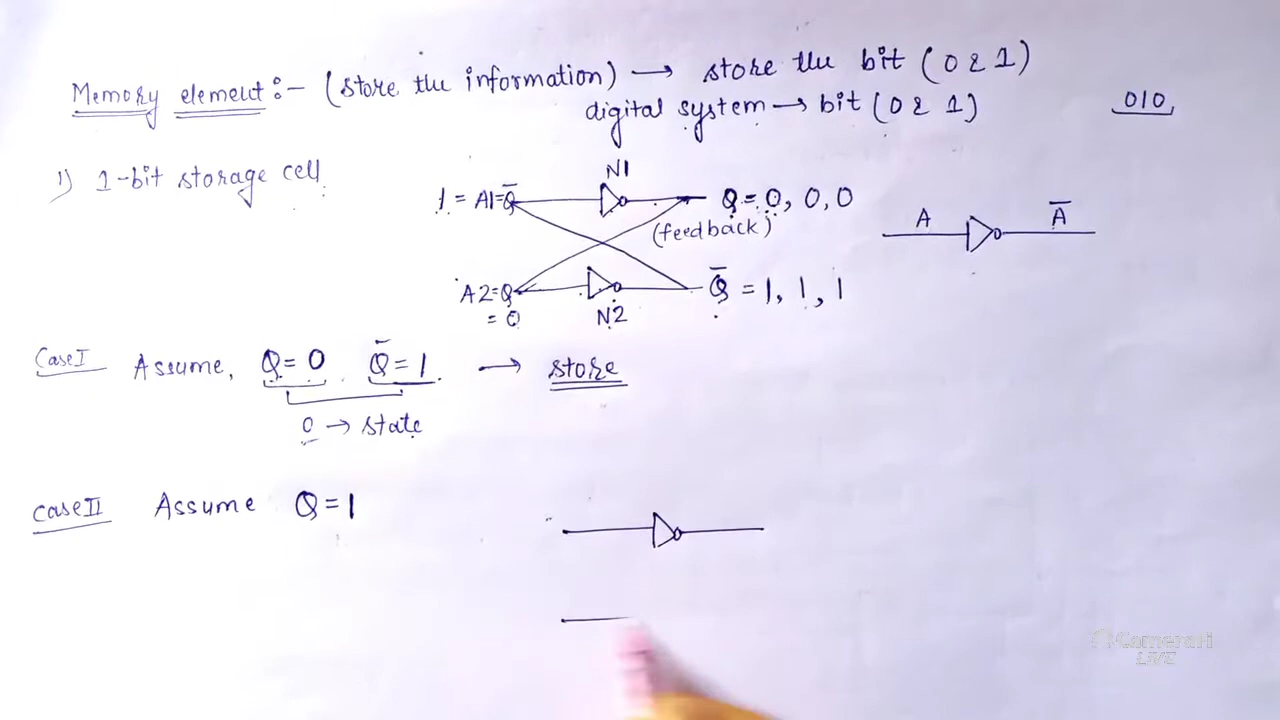 Memory element:- (store the information) → store the bit (0 & 1)
digital system → bit (0 & 1)
010
1) 1-bit storage cell
N1
1 = A1 = Q̅
Q = 0, 0, 0
(feedback)
A
A̅
A2 = Q
= 0
N2
Q̅ = 1, 1, 1
Case I Assume, Q = 0 Q̅ = 1 → store
0 → state
Case II Assume Q = 1
LIVE